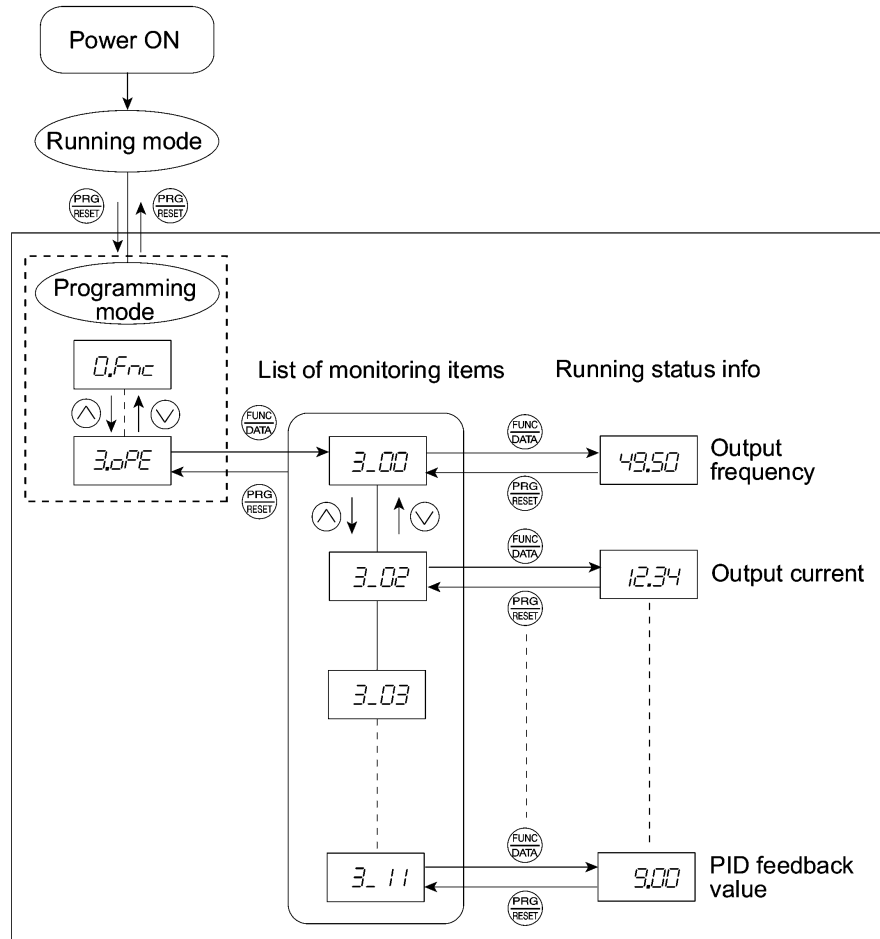 Power ON
Running mode
PRG
RESET
PRG
RESET
Programming
mode
0.Fnc
List of monitoring items
Running status info
FUNC
DATA
FUNC
DATA
3.oPE
3_00
49.50
Output
frequency
PRG
RESET
PRG
RESET
FUNC
DATA
3_02
12.34
Output current
PRG
RESET
3_03
FUNC
DATA
3_11
9.00
PID feedback
value
PRG
RESET